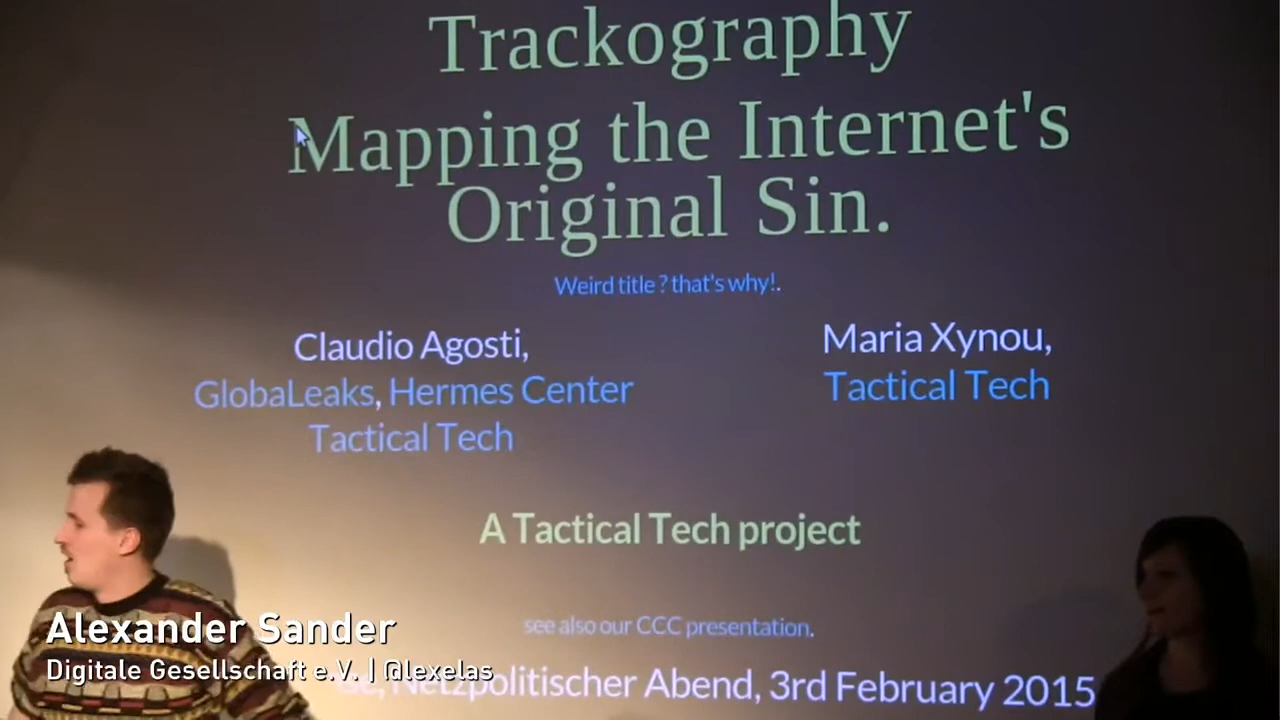 Trackography
Mapping the Internet's
Original Sin.
Weird title ? that's why!.
Claudio Agosti,
GlobaLeaks, Hermes Center
Tactical Tech
Maria Xynou,
Tactical Tech
A Tactical Tech project
see also our CCC presentation.
Netzpolitischer Abend, 3rd February 2015
Alexander Sander
Digitale Gesellschaft e.V. | @lexelas